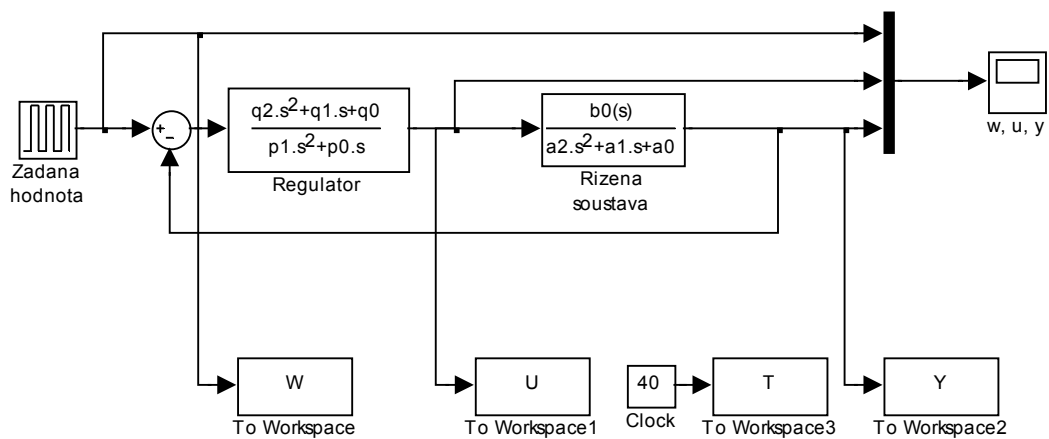 Zadana
hodnota
+
−
q2.s²+q1.s+q0
p1.s²+p0.s
Regulator
b0(s)
a2.s²+a1.s+a0
Rizena
soustava
w, u, y
W
To Workspace
U
To Workspace1
40
Clock
T
To Workspace3
Y
To Workspace2